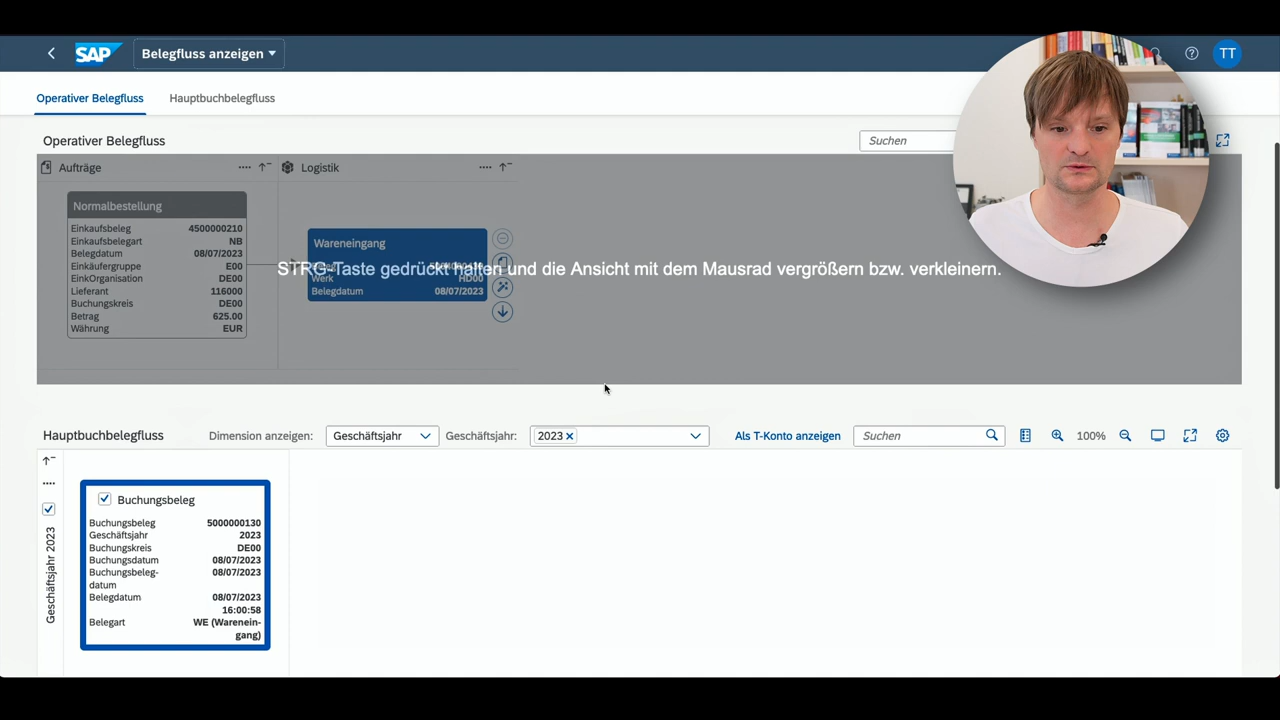 SAP
Belegfluss anzeigen
TT
Operativer Belegfluss
Hauptbuchbelegfluss
Operativer Belegfluss
Suchen
Aufträge
Logistik
Normalbestellung
Einkaufsbeleg 4500000210
Einkaufsbelegart NB
Belegdatum 08/07/2023
Einkäufergruppe E00
EinkOrganisation DE00
Lieferant 116000
Buchungskreis DE00
Betrag 625.00
Währung EUR
Wareneingang
STRG-Taste gedrückt halten und die Ansicht mit dem Mausrad vergrößern bzw. verkleinern.
Werk HD00
Belegdatum 08/07/2023
Hauptbuchbelegfluss
Dimension anzeigen: Geschäftsjahr
Geschäftsjahr: 2023
Als T-Konto anzeigen
Suchen
100%
Geschäftsjahr 2023
Buchungsbeleg
Buchungsbeleg 5000000130
Geschäftsjahr 2023
Buchungskreis DE00
Buchungsdatum 08/07/2023
Buchungsbeleg- 08/07/2023
datum
Belegdatum 08/07/2023
16:00:58
Belegart WE (Warenein-
gang)